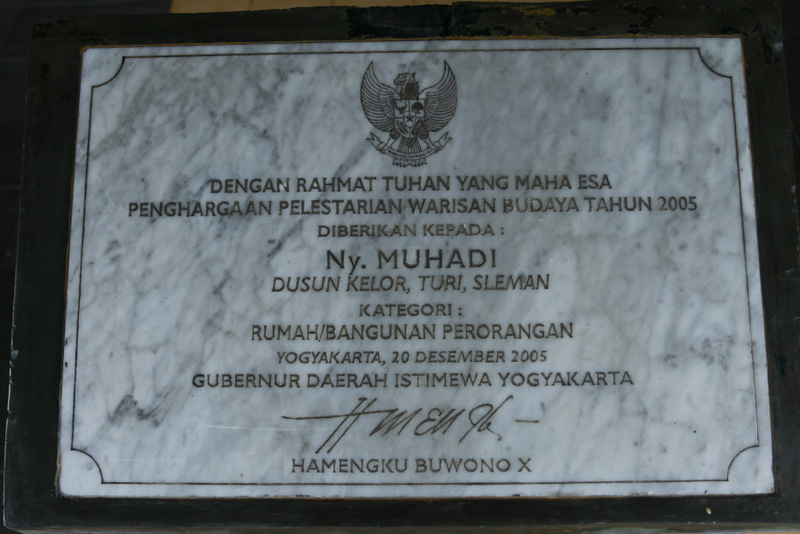 DENGAN RAHMAT TUHAN YANG MAHA ESA
PENGHARGAAN PELESTARIAN WARISAN BUDAYA TAHUN 2005
DIBERIKAN KEPADA :
Ny. MUHADI
DUSUN KELOR, TURI, SLEMAN
KATEGORI :
RUMAH/BANGUNAN PERORANGAN
YOGYAKARTA, 20 DESEMBER 2005
GUBERNUR DAERAH ISTIMEWA YOGYAKARTA
HAMENGKU BUWONO X